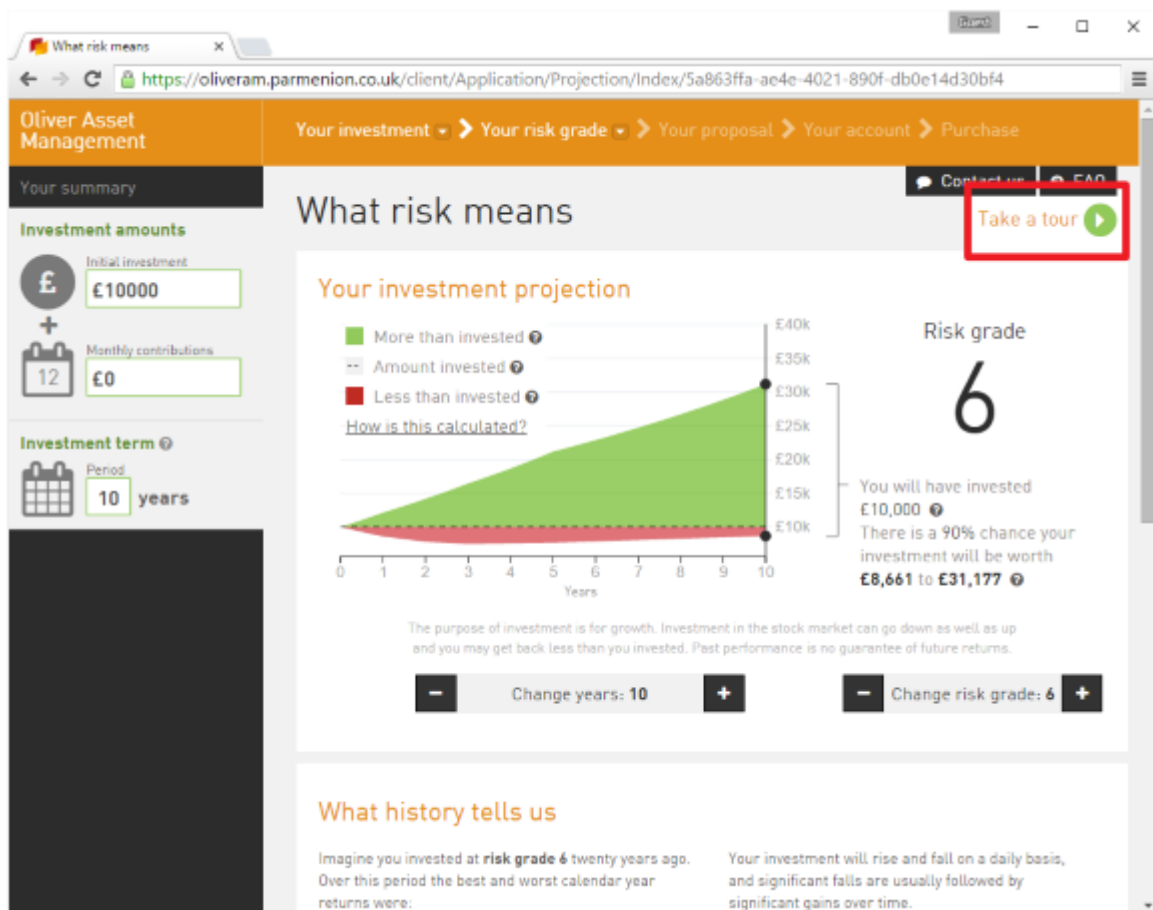 Guest
What risk means
https://oliveram.parmenion.co.uk/client/Application/Projection/Index/5a863ffa-ae4e-4021-890f-db0e14d30bf4
Oliver Asset
Management
Your investment Your risk grade Your proposal Your account Purchase
Your summary
Contact us FAQ
What risk means
Take a tour
Investment amounts
Initial investment
£
£10000
+
Monthly contributions
12
£0
Investment term
Period
10 years
Your investment projection
More than invested
-- Amount invested
Less than invested
How is this calculated?
£40k
£35k
£30k
£25k
£20k
£15k
£10k
0 1 2 3 4 5 6 7 8 9 10
Years
Risk grade
6
You will have invested
£10,000
There is a 90% chance your
investment will be worth
£8,661 to £31,177
The purpose of investment is for growth. Investment in the stock market can go down as well as up
and you may get back less than you invested. Past performance is no guarantee of future returns.
− Change years: 10 +
− Change risk grade: 6 +
What history tells us
Imagine you invested at risk grade 6 twenty years ago.
Over this period the best and worst calendar year
returns were:
Your investment will rise and fall on a daily basis,
and significant falls are usually followed by
significant gains over time.